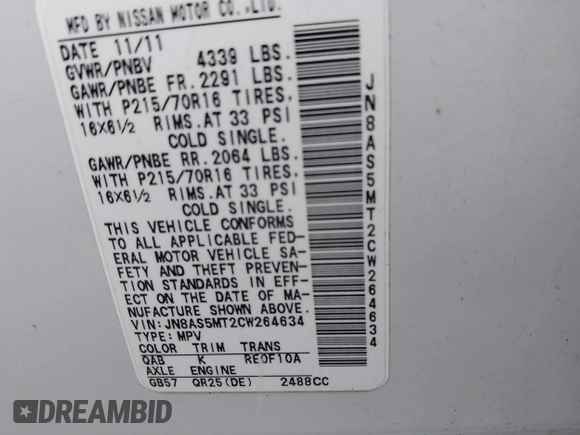 MFD BY NISSAN MOTOR CO.,LTD.
DATE 11/11
GVWR/PNBV 4339 LBS.
GAWR/PNBE FR. 2291 LBS.
WITH P215/70R16 TIRES,
16X6½ RIMS. AT 33 PSI
COLD SINGLE.
GAWR/PNBE RR. 2064 LBS.
WITH P215/70R16 TIRES,
16X6½ RIMS. AT 33 PSI
COLD SINGLE.
THIS VEHICLE CONFORMS
TO ALL APPLICABLE FED-
ERAL MOTOR VEHICLE SA-
FETY AND THEFT PREVEN-
TION STANDARDS IN EFF-
ECT ON THE DATE OF MA-
NUFACTURE SHOWN ABOVE.
VIN: JN8AS5MT2CW264634
TYPE: MPV
COLOR TRIM TRANS
QAB K RE0F10A
AXLE ENGINE
GB57 QR25(DE) 2488CC
JN8AS5MT2CW264634
DREAMBID